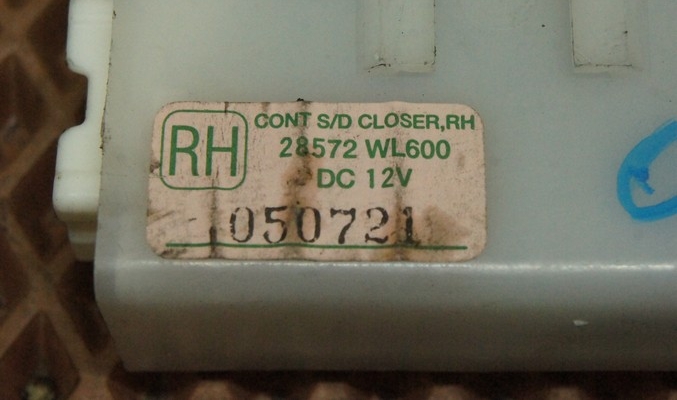 RH
CONT S/D CLOSER,RH
28572 WL600
DC 12V
050721